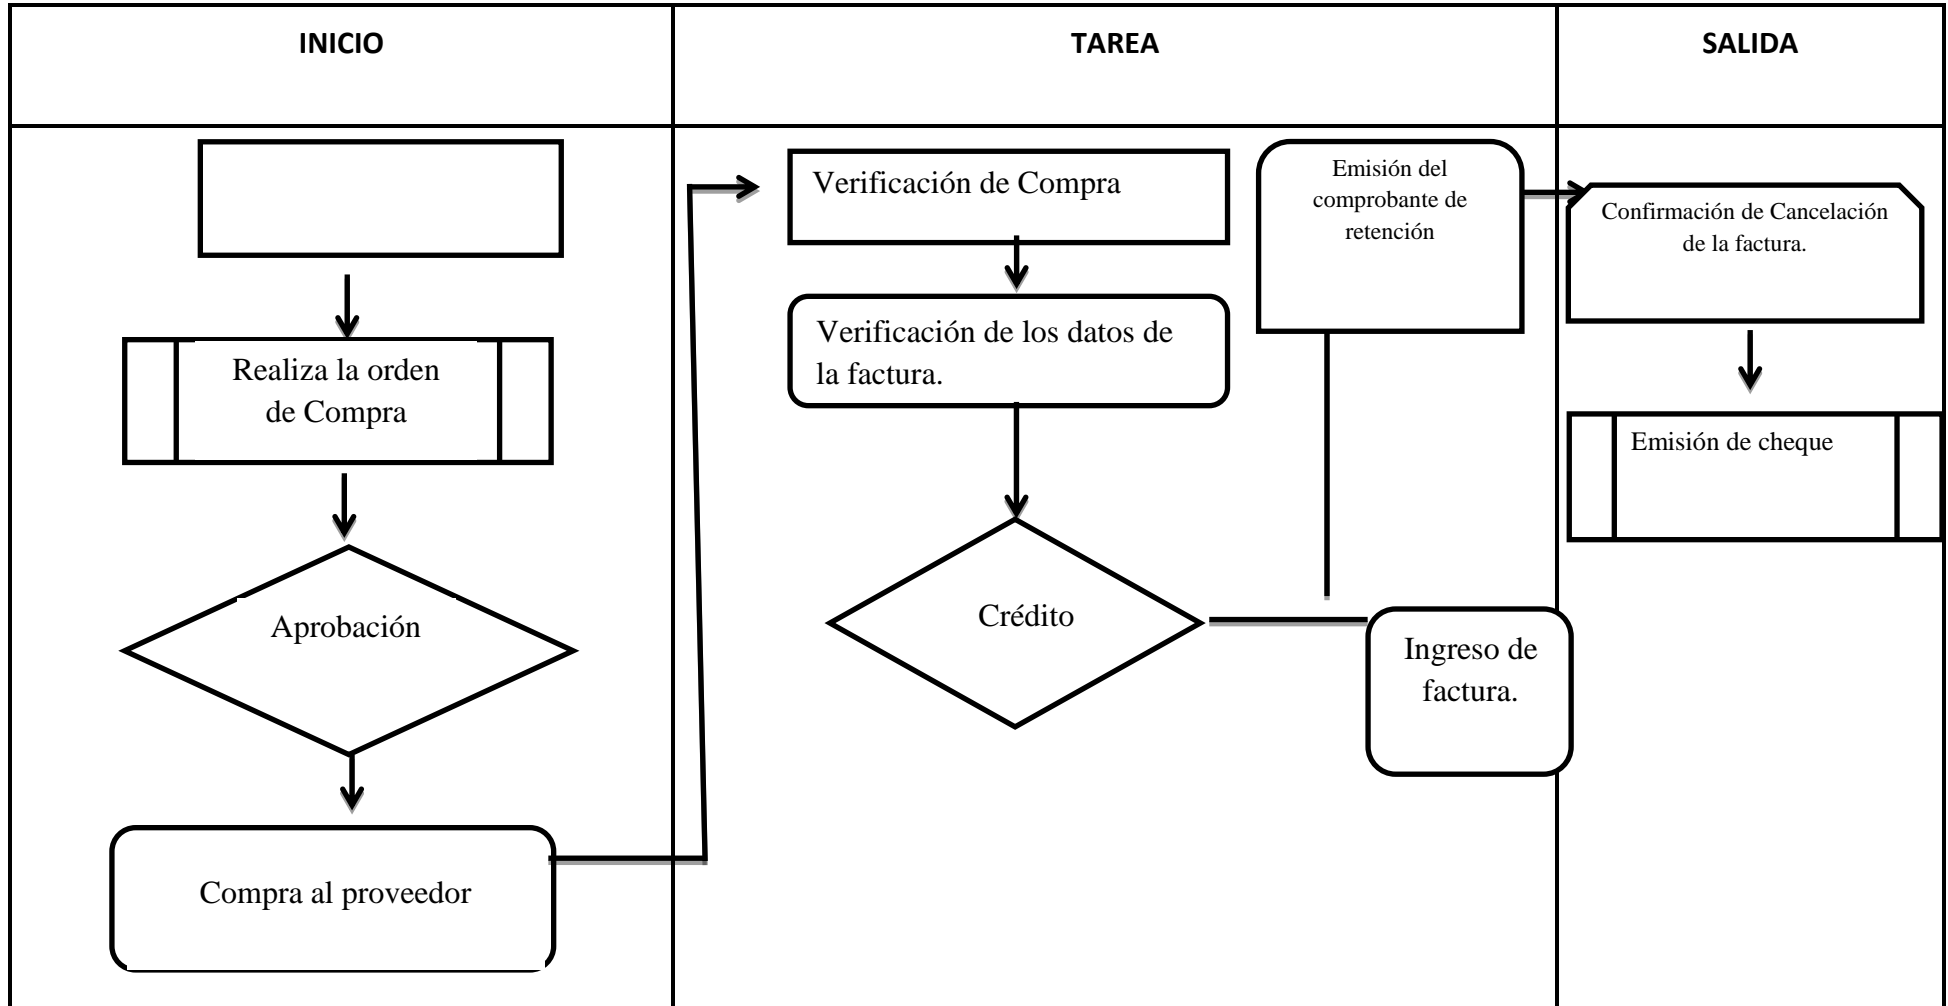 INICIO
TAREA
SALIDA
Realiza la orden
de Compra
Aprobación
Compra al proveedor
Verificación de Compra
Verificación de los datos de
la factura.
Crédito
Emisión del
comprobante de
retención
Ingreso de
factura.
Confirmación de Cancelación
de la factura.
Emisión de cheque